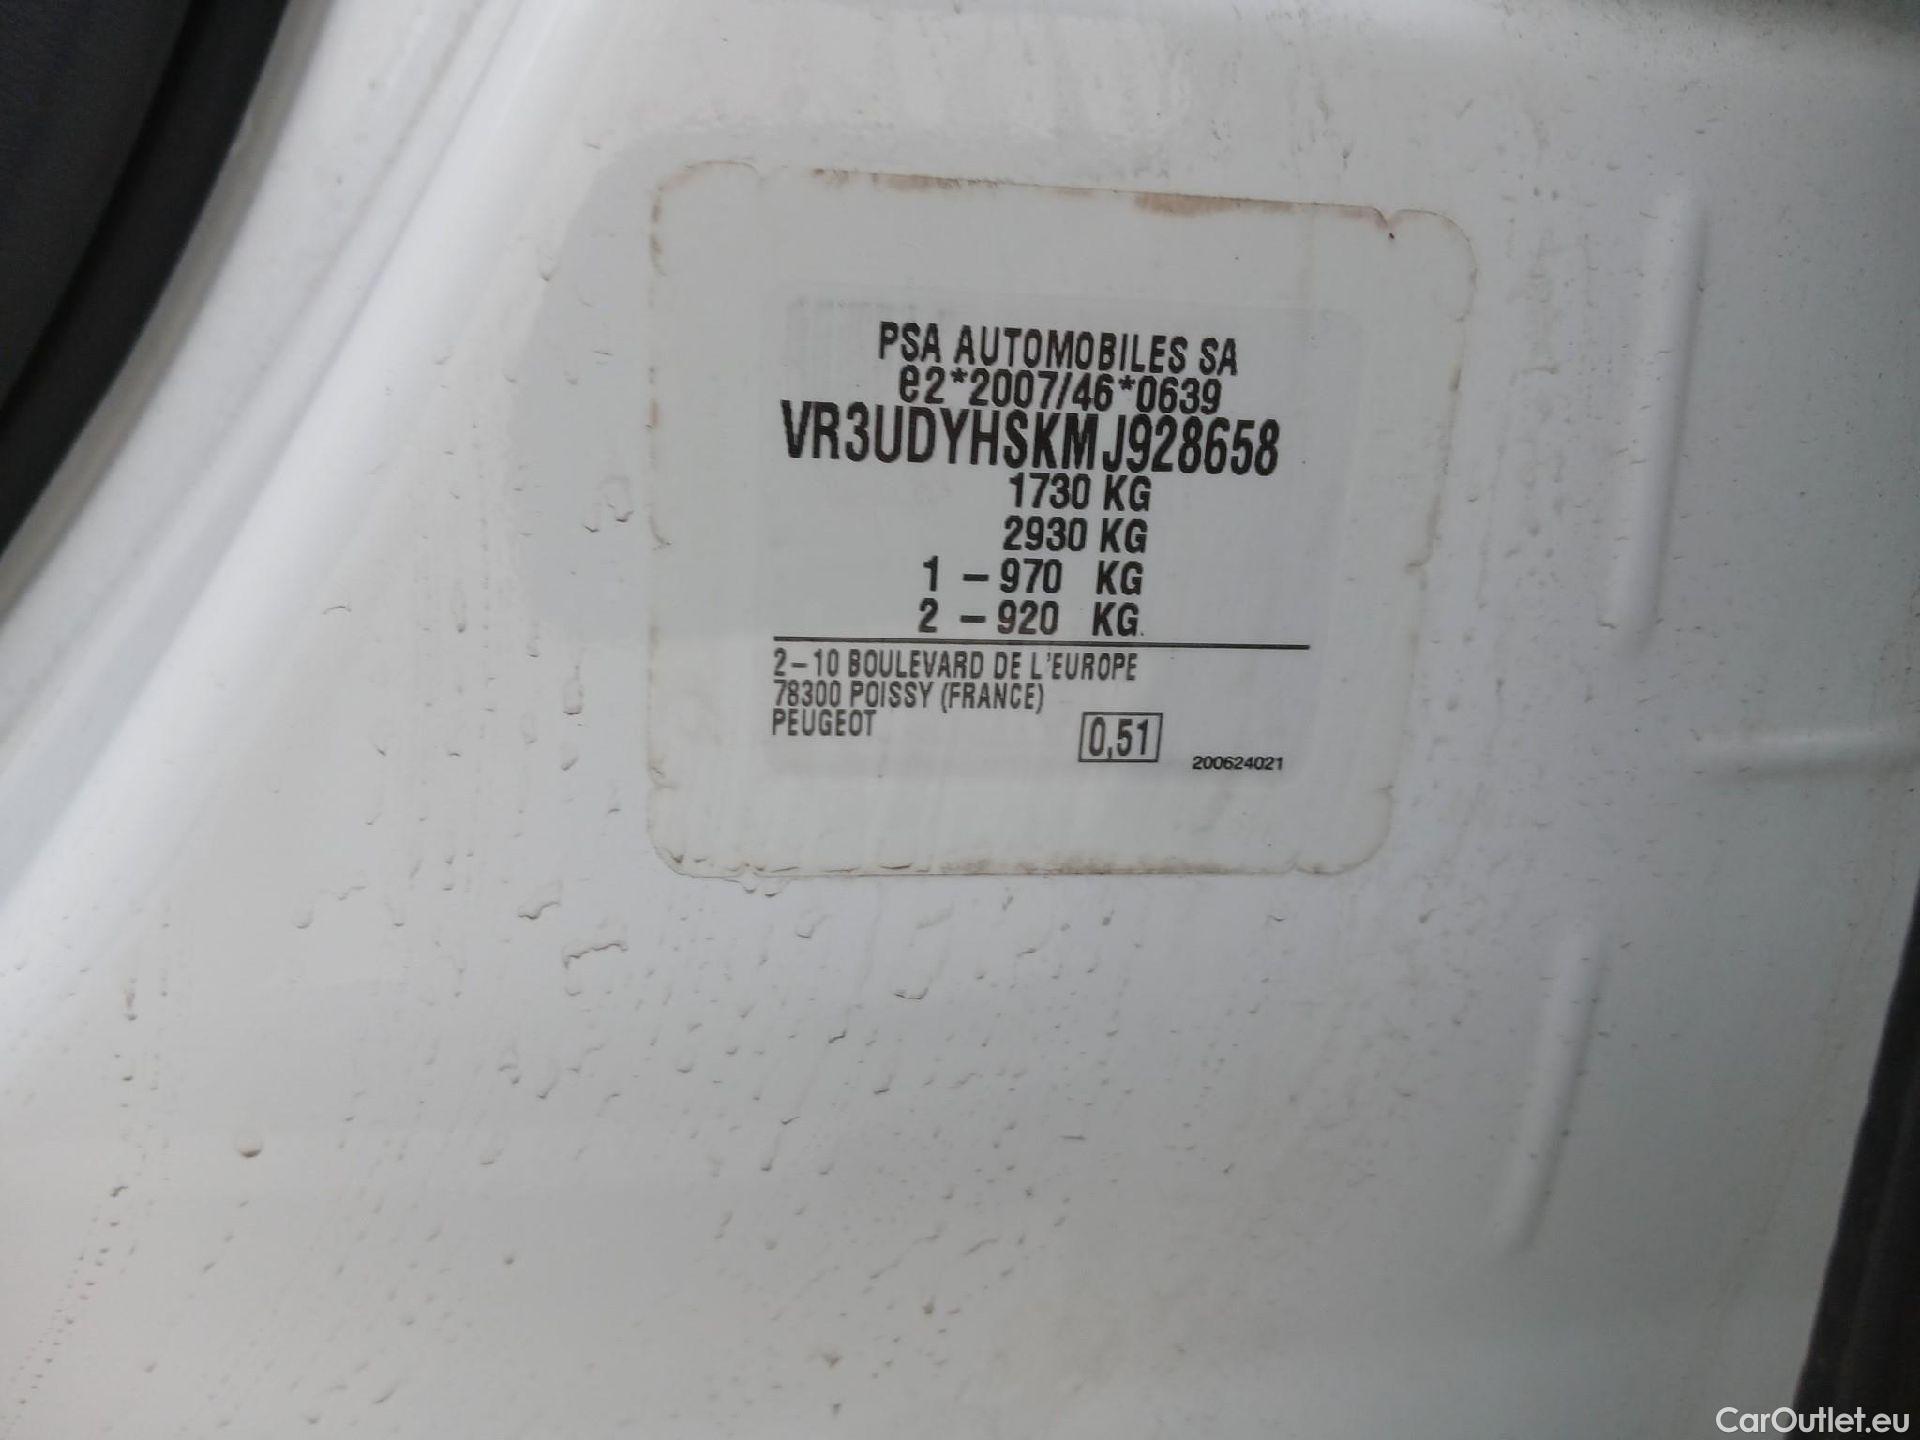 PSA AUTOMOBILES SA
e2*2007/46*0639
VR3UDYHSKMJ928658
1730 KG
2930 KG
1 – 970 KG
2 – 920 KG
2–10 BOULEVARD DE L'EUROPE
78300 POISSY (FRANCE)
PEUGEOT
0,51
200624021
CarOutlet.eu